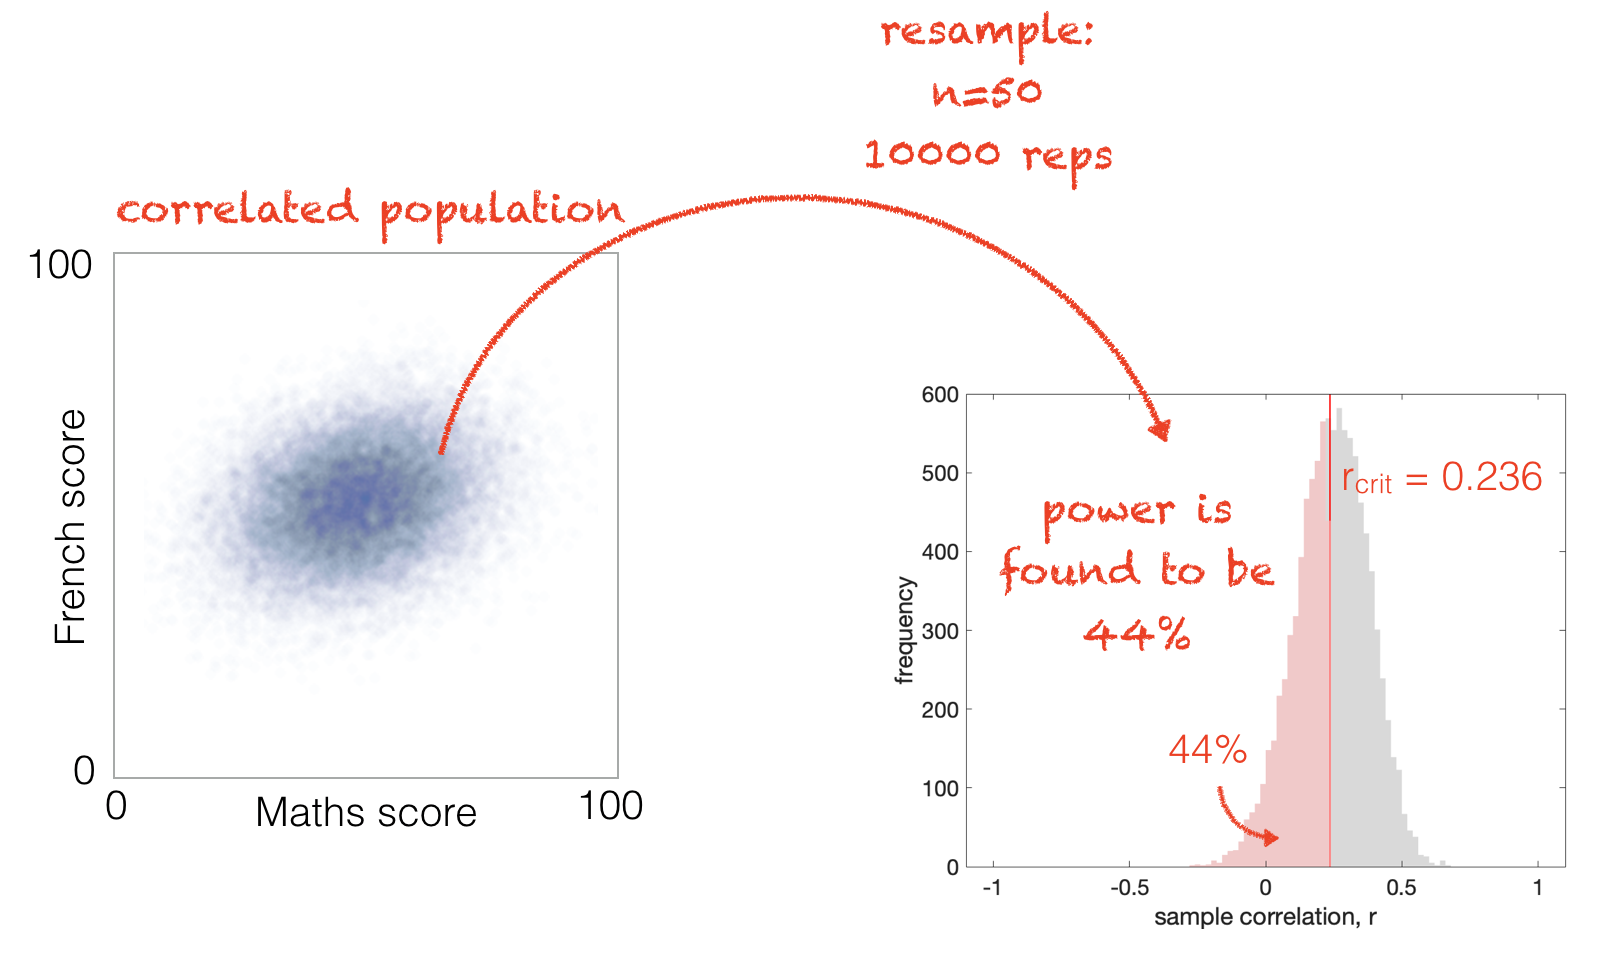 resample:
n=50
10000 reps
correlated population
100
French score
0
0
Maths score
100
600
500
400
300
200
100
0
frequency
-1
-0.5
0
0.5
1
sample correlation, r
rcrit = 0.236
power is
found to be
44%
44%